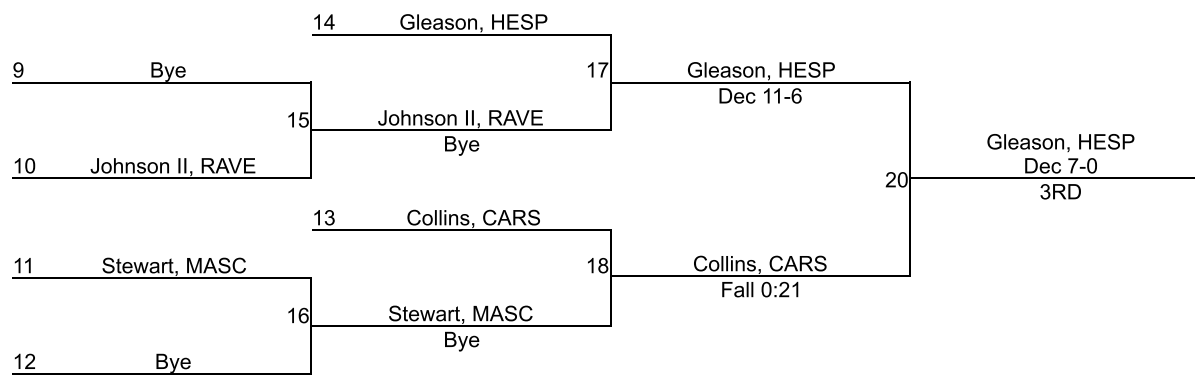 14 Gleason, HESP
9 Bye
17 Gleason, HESP
Dec 11-6
15 Johnson II, RAVE
Bye
10 Johnson II, RAVE
Gleason, HESP
20 Dec 7-0
3RD
13 Collins, CARS
11 Stewart, MASC
18 Collins, CARS
Fall 0:21
16 Stewart, MASC
Bye
12 Bye